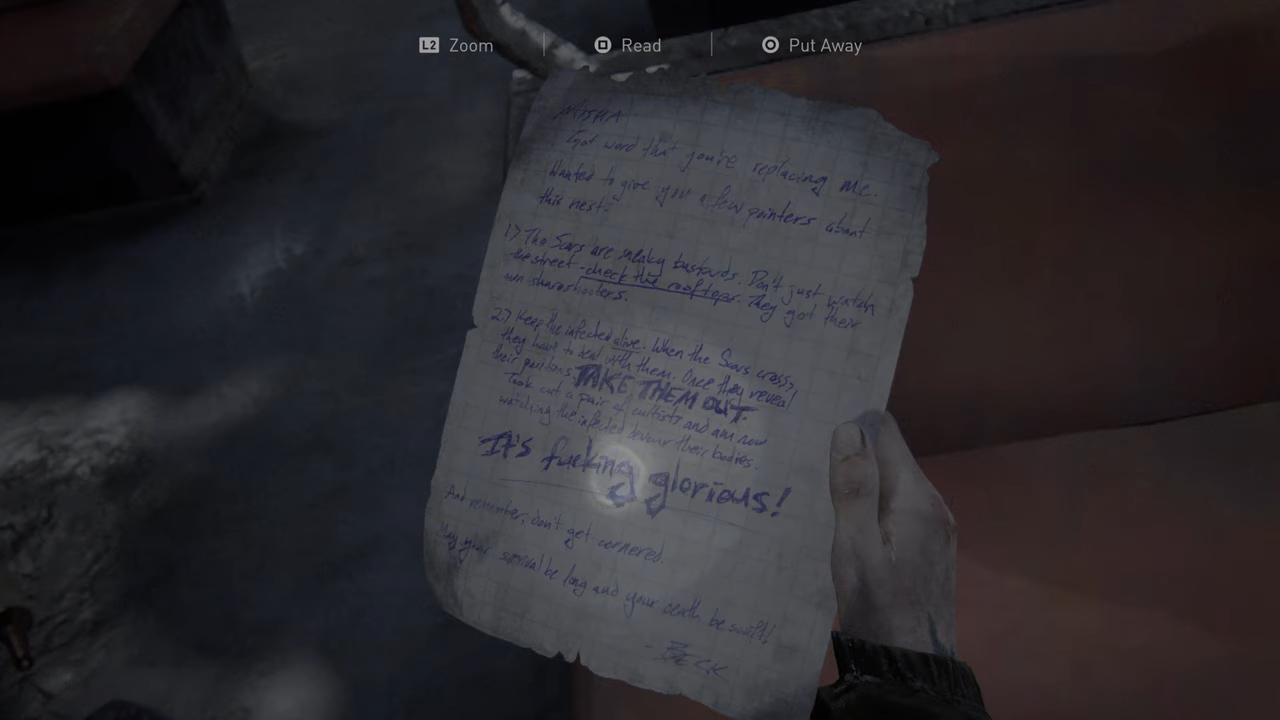 L2 Zoom
Read
Put Away
MISHA
Got word that you're replacing me.
Wanted to give you a few pointers about
this nest.
1) The Scars are sneaky bastards. Don't just watch
the street - check the rooftops. They got their
own sharpshooters.
2) Keep the infected alive. When the Scars cross,
they have to deal with them. Once they reveal
their positions TAKE THEM OUT.
Took out a pair of cultists and am now
watching the infected devour their bodies.
It's fucking glorious!
And remember, don't get cornered.
May your survival be long and your death be swift!
- BECK